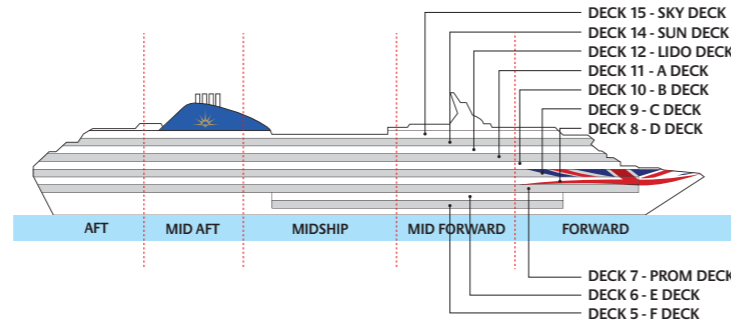 DECK 15 - SKY DECK
DECK 14 - SUN DECK
DECK 12 - LIDO DECK
DECK 11 - A DECK
DECK 10 - B DECK
DECK 9 - C DECK
DECK 8 - D DECK
AFT MID AFT MIDSHIP MID FORWARD FORWARD
DECK 7 - PROM DECK
DECK 6 - E DECK
DECK 5 - F DECK